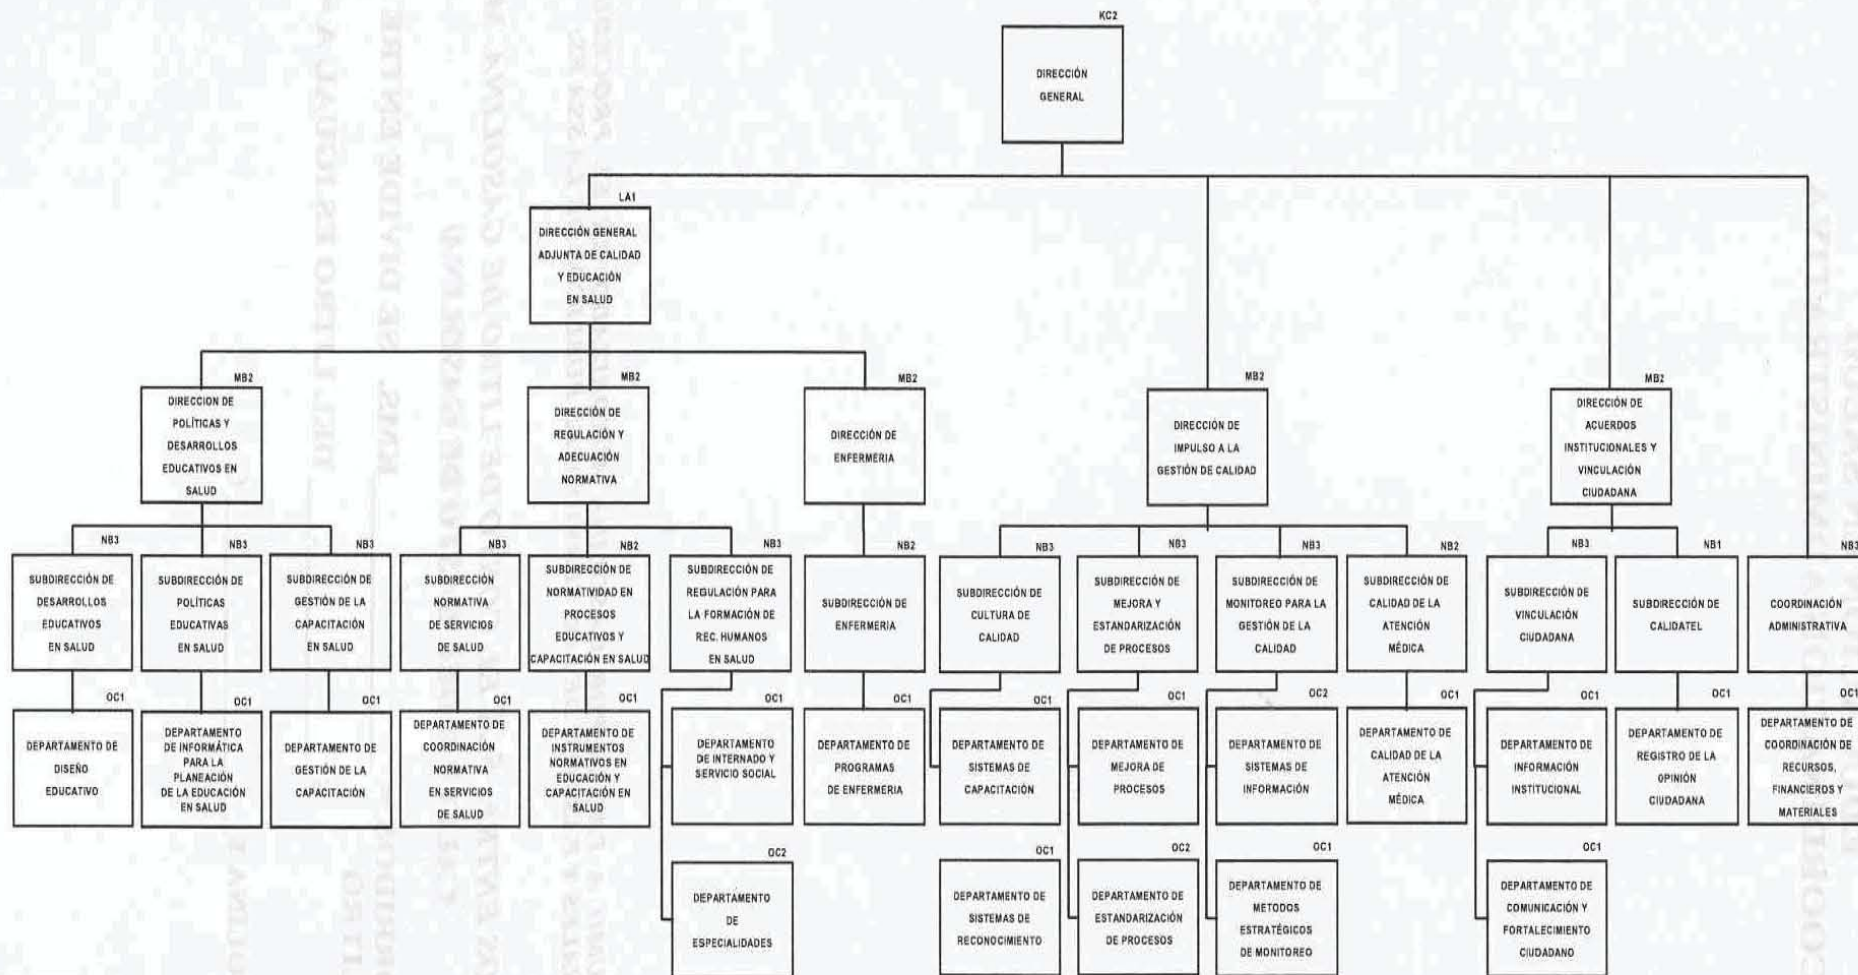 KC2
DIRECCIÓN
GENERAL
LA1
DIRECCIÓN GENERAL
ADJUNTA DE CALIDAD
Y EDUCACIÓN
EN SALUD
MB2
DIRECCION DE
POLÍTICAS Y
DESARROLLOS
EDUCATIVOS EN
SALUD
MB2
DIRECCIÓN DE
REGULACIÓN Y
ADECUACIÓN
NORMATIVA
MB2
DIRECCIÓN DE
ENFERMERIA
MB2
DIRECCIÓN DE
IMPULSO A LA
GESTIÓN DE CALIDAD
MB2
DIRECCIÓN DE
ACUERDOS
INSTITUCIONALES Y
VINCULACIÓN
CIUDADANA
NB3
SUBDIRECCIÓN DE
DESARROLLOS
EDUCATIVOS
EN SALUD
NB3
SUBDIRECCIÓN DE
POLÍTICAS
EDUCATIVAS
EN SALUD
NB3
SUBDIRECCIÓN DE
GESTIÓN DE LA
CAPACITACIÓN
EN SALUD
NB3
SUBDIRECCIÓN
NORMATIVA
DE SERVICIOS
DE SALUD
NB2
SUBDIRECCIÓN DE
NORMATIVIDAD EN
PROCESOS
EDUCATIVOS Y
CAPACITACIÓN EN SALUD
NB3
SUBDIRECCIÓN DE
REGULACIÓN PARA
LA FORMACIÓN DE
REC. HUMANOS
EN SALUD
NB2
SUBDIRECCIÓN DE
ENFERMERIA
NB3
SUBDIRECCIÓN DE
CULTURA DE
CALIDAD
NB3
SUBDIRECCIÓN DE
MEJORA Y
ESTANDARIZACIÓN
DE PROCESOS
NB3
SUBDIRECCIÓN DE
MONITOREO PARA LA
GESTIÓN DE LA
CALIDAD
NB2
SUBDIRECCIÓN DE
CALIDAD DE LA
ATENCIÓN
MÉDICA
NB3
SUBDIRECCIÓN DE
VINCULACIÓN
CIUDADANA
NB1
SUBDIRECCIÓN DE
CALIDATEL
NB3
COORDINACIÓN
ADMINISTRATIVA
OC1
DEPARTAMENTO DE
DISEÑO
EDUCATIVO
OC1
DEPARTAMENTO
DE INFORMÁTICA
PARA LA
PLANEACIÓN
DE LA EDUCACIÓN
EN SALUD
OC1
DEPARTAMENTO DE
GESTIÓN DE LA
CAPACITACIÓN
OC1
DEPARTAMENTO DE
COORDINACIÓN
NORMATIVA
EN SERVICIOS
DE SALUD
OC1
DEPARTAMENTO DE
INSTRUMENTOS
NORMATIVOS EN
EDUCACIÓN Y
CAPACITACIÓN EN
SALUD
OC1
DEPARTAMENTO
DE INTERNADO Y
SERVICIO SOCIAL
OC1
DEPARTAMENTO DE
PROGRAMAS
DE ENFERMERIA
OC1
DEPARTAMENTO DE
SISTEMAS DE
CAPACITACIÓN
OC1
DEPARTAMENTO DE
MEJORA DE
PROCESOS
OC2
DEPARTAMENTO DE
SISTEMAS DE
INFORMACIÓN
OC1
DEPARTAMENTO DE
CALIDAD DE LA
ATENCIÓN
MÉDICA
OC1
DEPARTAMENTO DE
INFORMACIÓN
INSTITUCIONAL
OC1
DEPARTAMENTO DE
REGISTRO DE LA
OPINIÓN
CIUDADANA
OC1
DEPARTAMENTO DE
COORDINACIÓN DE
RECURSOS,
FINANCIEROS Y
MATERIALES
OC2
DEPARTAMENTO
DE
ESPECIALIDADES
OC1
DEPARTAMENTO DE
SISTEMAS DE
RECONOCIMIENTO
OC2
DEPARTAMENTO DE
ESTANDARIZACIÓN
DE PROCESOS
OC1
DEPARTAMENTO DE
METODOS
ESTRATÉGICOS
DE MONITOREO
OC1
DEPARTAMENTO DE
COMUNICACIÓN Y
FORTALECIMIENTO
CIUDADANO